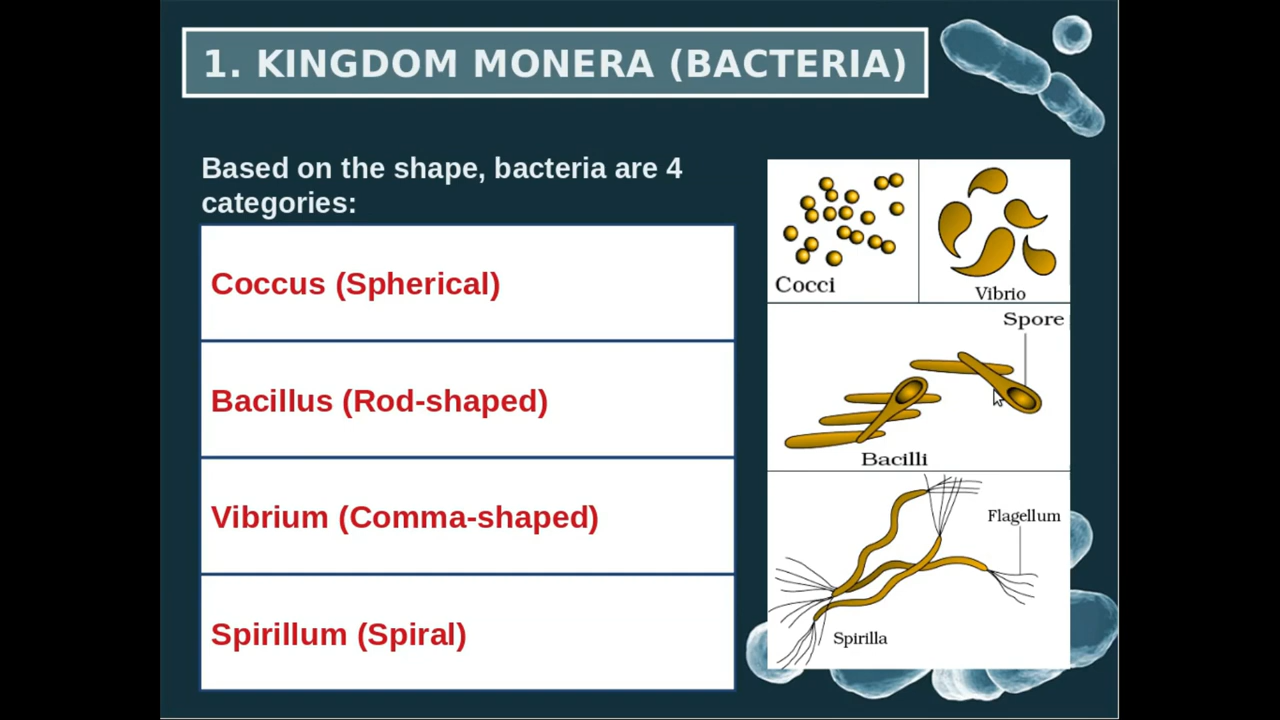 1. KINGDOM MONERA (BACTERIA)
Based on the shape, bacteria are 4
categories:
Coccus (Spherical)
Bacillus (Rod-shaped)
Vibrium (Comma-shaped)
Spirillum (Spiral)
Cocci
Vibrio
Spore
Bacilli
Flagellum
Spirilla